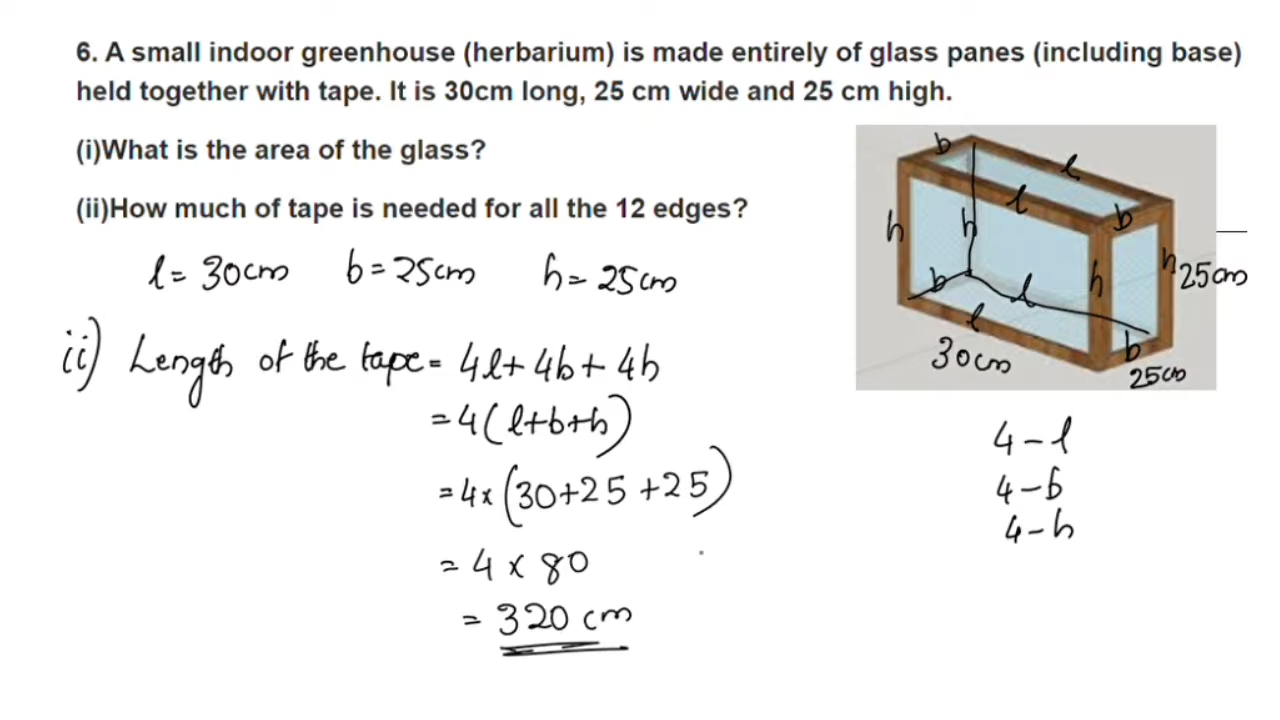 6. A small indoor greenhouse (herbarium) is made entirely of glass panes (including base)
held together with tape. It is 30cm long, 25 cm wide and 25 cm high.
(i)What is the area of the glass?
(ii)How much of tape is needed for all the 12 edges?
l = 30cm b = 25cm h = 25cm
ii) Length of the tape = 4l + 4b + 4h
= 4(l+b+h)
= 4x (30+25 +25)
= 4 x 80
= 320 cm
b
l
l
b
h
h
h
h 25cm
b
l
l
b
30cm
25cm
4 - l
4 - b
4 - h